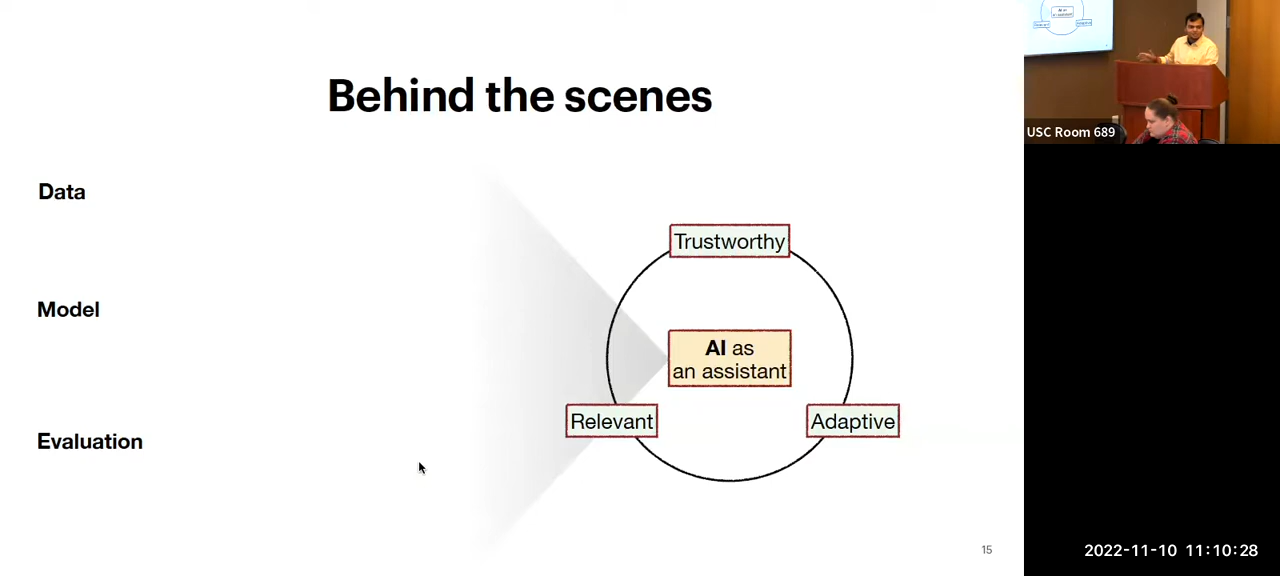 Behind the scenes
Data
Model
Evaluation
Trustworthy
AI as
an assistant
Relevant
Adaptive
15
USC Room 689
2022-11-10 11:10:28